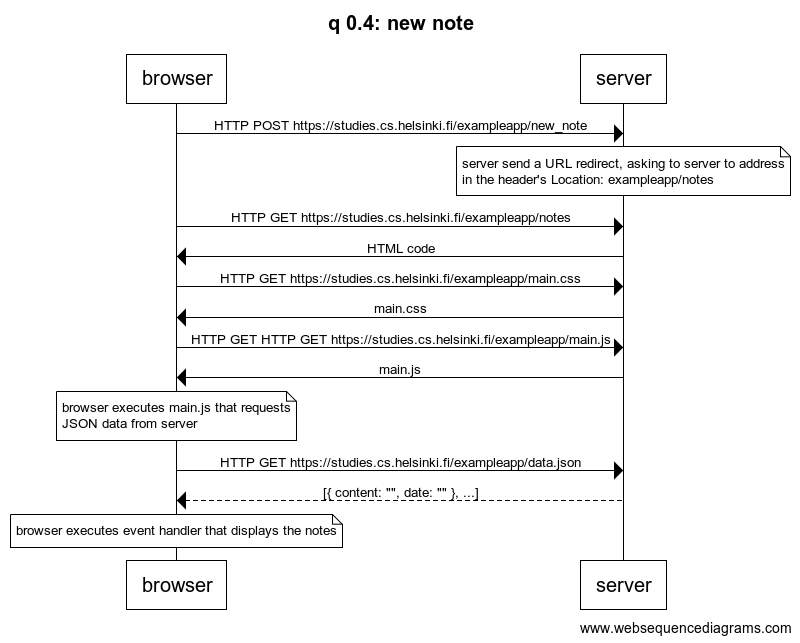 q 0.4: new note
browser
server
HTTP POST https://studies.cs.helsinki.fi/exampleapp/new_note
server send a URL redirect, asking to server to address
in the header's Location: exampleapp/notes
HTTP GET https://studies.cs.helsinki.fi/exampleapp/notes
HTML code
HTTP GET https://studies.cs.helsinki.fi/exampleapp/main.css
main.css
HTTP GET HTTP GET https://studies.cs.helsinki.fi/exampleapp/main.js
main.js
browser executes main.js that requests
JSON data from server
HTTP GET https://studies.cs.helsinki.fi/exampleapp/data.json
[{ content: "", date: "" }, ...]
browser executes event handler that displays the notes
browser
server
www.websequencediagrams.com